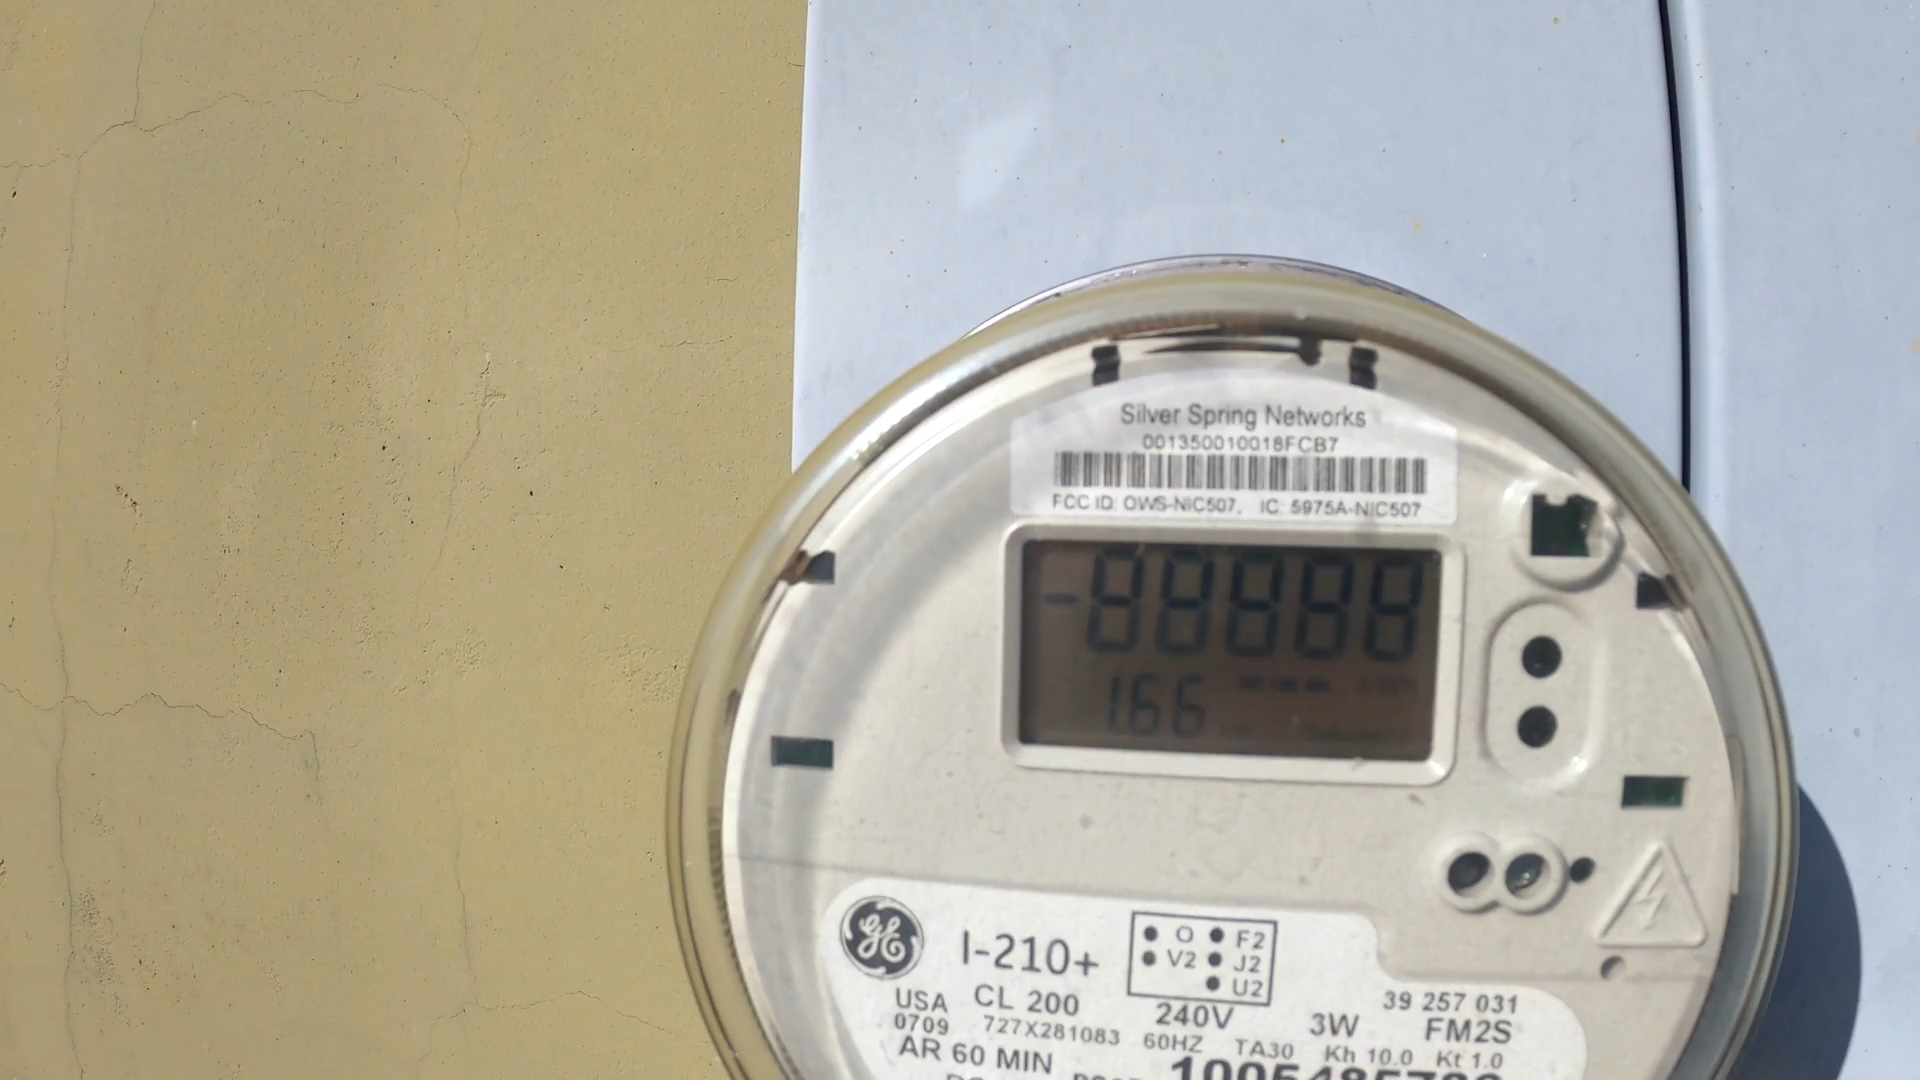 Silver Spring Networks
001350010018FCB7
FCC ID: OWS-NIC507, IC: 5975A-NIC507
-88888
166
GE
I-210+
O F2
V2 J2
U2
USA CL 200 240V 3W 39 257 031
0709 727X281083 60HZ TA30 Kh 10.0 Kt 1.0 FM2S
AR 60 MIN